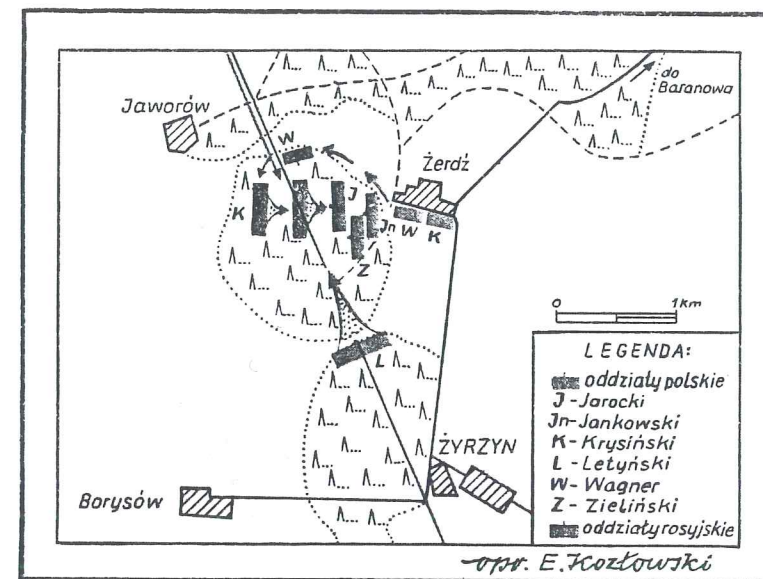 do
Baranowa
Jaworów
W
Żerdź
K
J
Jn W K
Z
0 1km
L
LEGENDA:
oddziały polskie
J - Jarocki
Jn - Jankowski
K - Krysiński
L - Letyński
W - Wagner
Z - Zieliński
oddziały rosyjskie
ŻYRZYN
Borysów
opr. E. Kozłowski